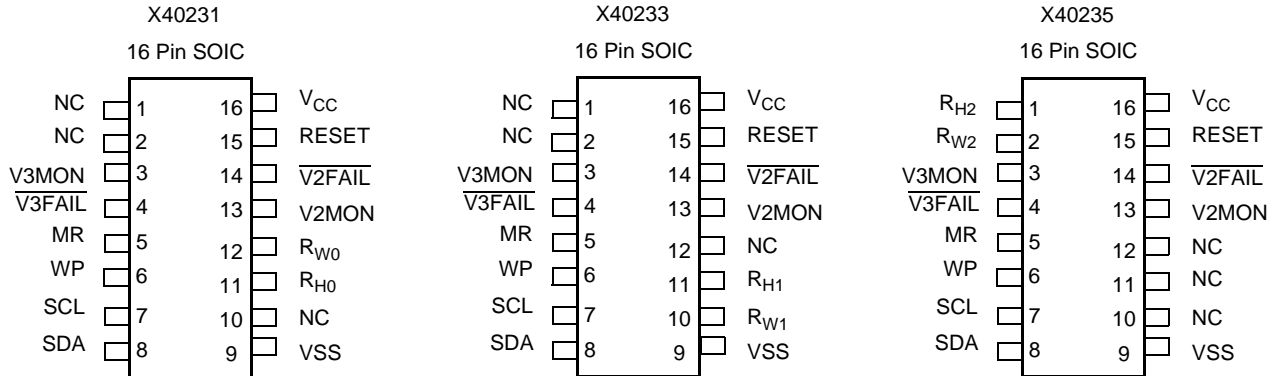 X40231
16 Pin SOIC
NC 1 16 VCC
NC 2 15 RESET
V3MON 3 14 V2FAIL
V3FAIL 4 13 V2MON
MR 5 12 RW0
WP 6 11 RH0
SCL 7 10 NC
SDA 8 9 VSS
X40233
16 Pin SOIC
NC 1 16 VCC
NC 2 15 RESET
V3MON 3 14 V2FAIL
V3FAIL 4 13 V2MON
MR 5 12 NC
WP 6 11 RH1
SCL 7 10 RW1
SDA 8 9 VSS
X40235
16 Pin SOIC
RH2 1 16 VCC
RW2 2 15 RESET
V3MON 3 14 V2FAIL
V3FAIL 4 13 V2MON
MR 5 12 NC
WP 6 11 NC
SCL 7 10 NC
SDA 8 9 VSS